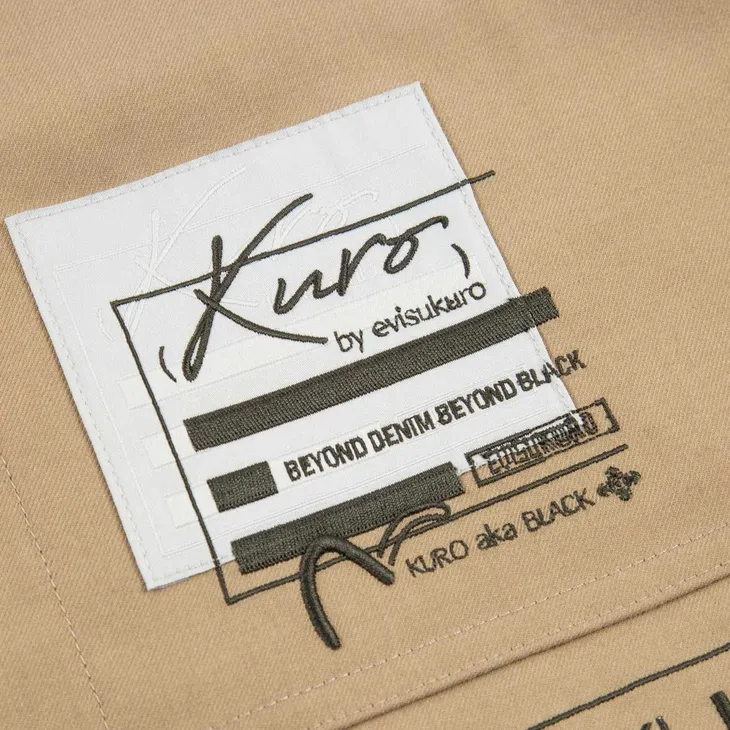 Kuro
by evisukuro
BEYOND DENIM BEYOND BLACK
EVISUKURO
KURO aka BLACK